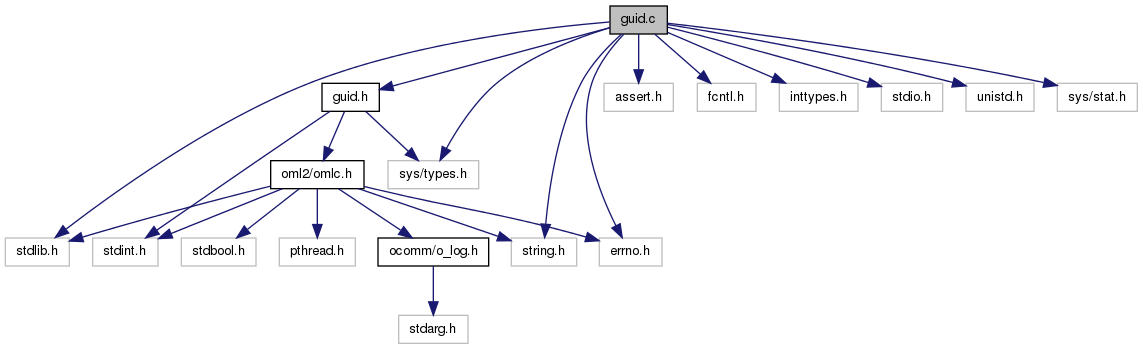 guid.c
guid.h
assert.h
fcntl.h
inttypes.h
stdio.h
unistd.h
sys/stat.h
oml2/omlc.h
sys/types.h
stdlib.h
stdint.h
stdbool.h
pthread.h
ocomm/o_log.h
string.h
errno.h
stdarg.h